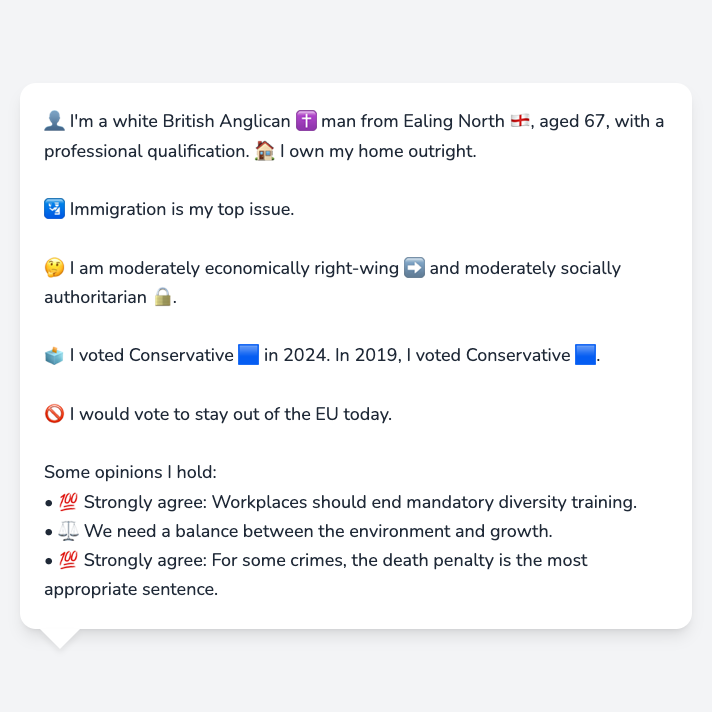 👤 I'm a white British Anglican ✝️ man from Ealing North 🏴󠁧󠁢󠁥󠁮󠁧󠁿, aged 67, with a
professional qualification. 🏠 I own my home outright.
🛂 Immigration is my top issue.
🤔 I am moderately economically right-wing ➡️ and moderately socially
authoritarian 🔒.
🗳️ I voted Conservative 🟦 in 2024. In 2019, I voted Conservative 🟦.
🚫 I would vote to stay out of the EU today.
Some opinions I hold:
• 💯 Strongly agree: Workplaces should end mandatory diversity training.
• ⚖️ We need a balance between the environment and growth.
• 💯 Strongly agree: For some crimes, the death penalty is the most
appropriate sentence.